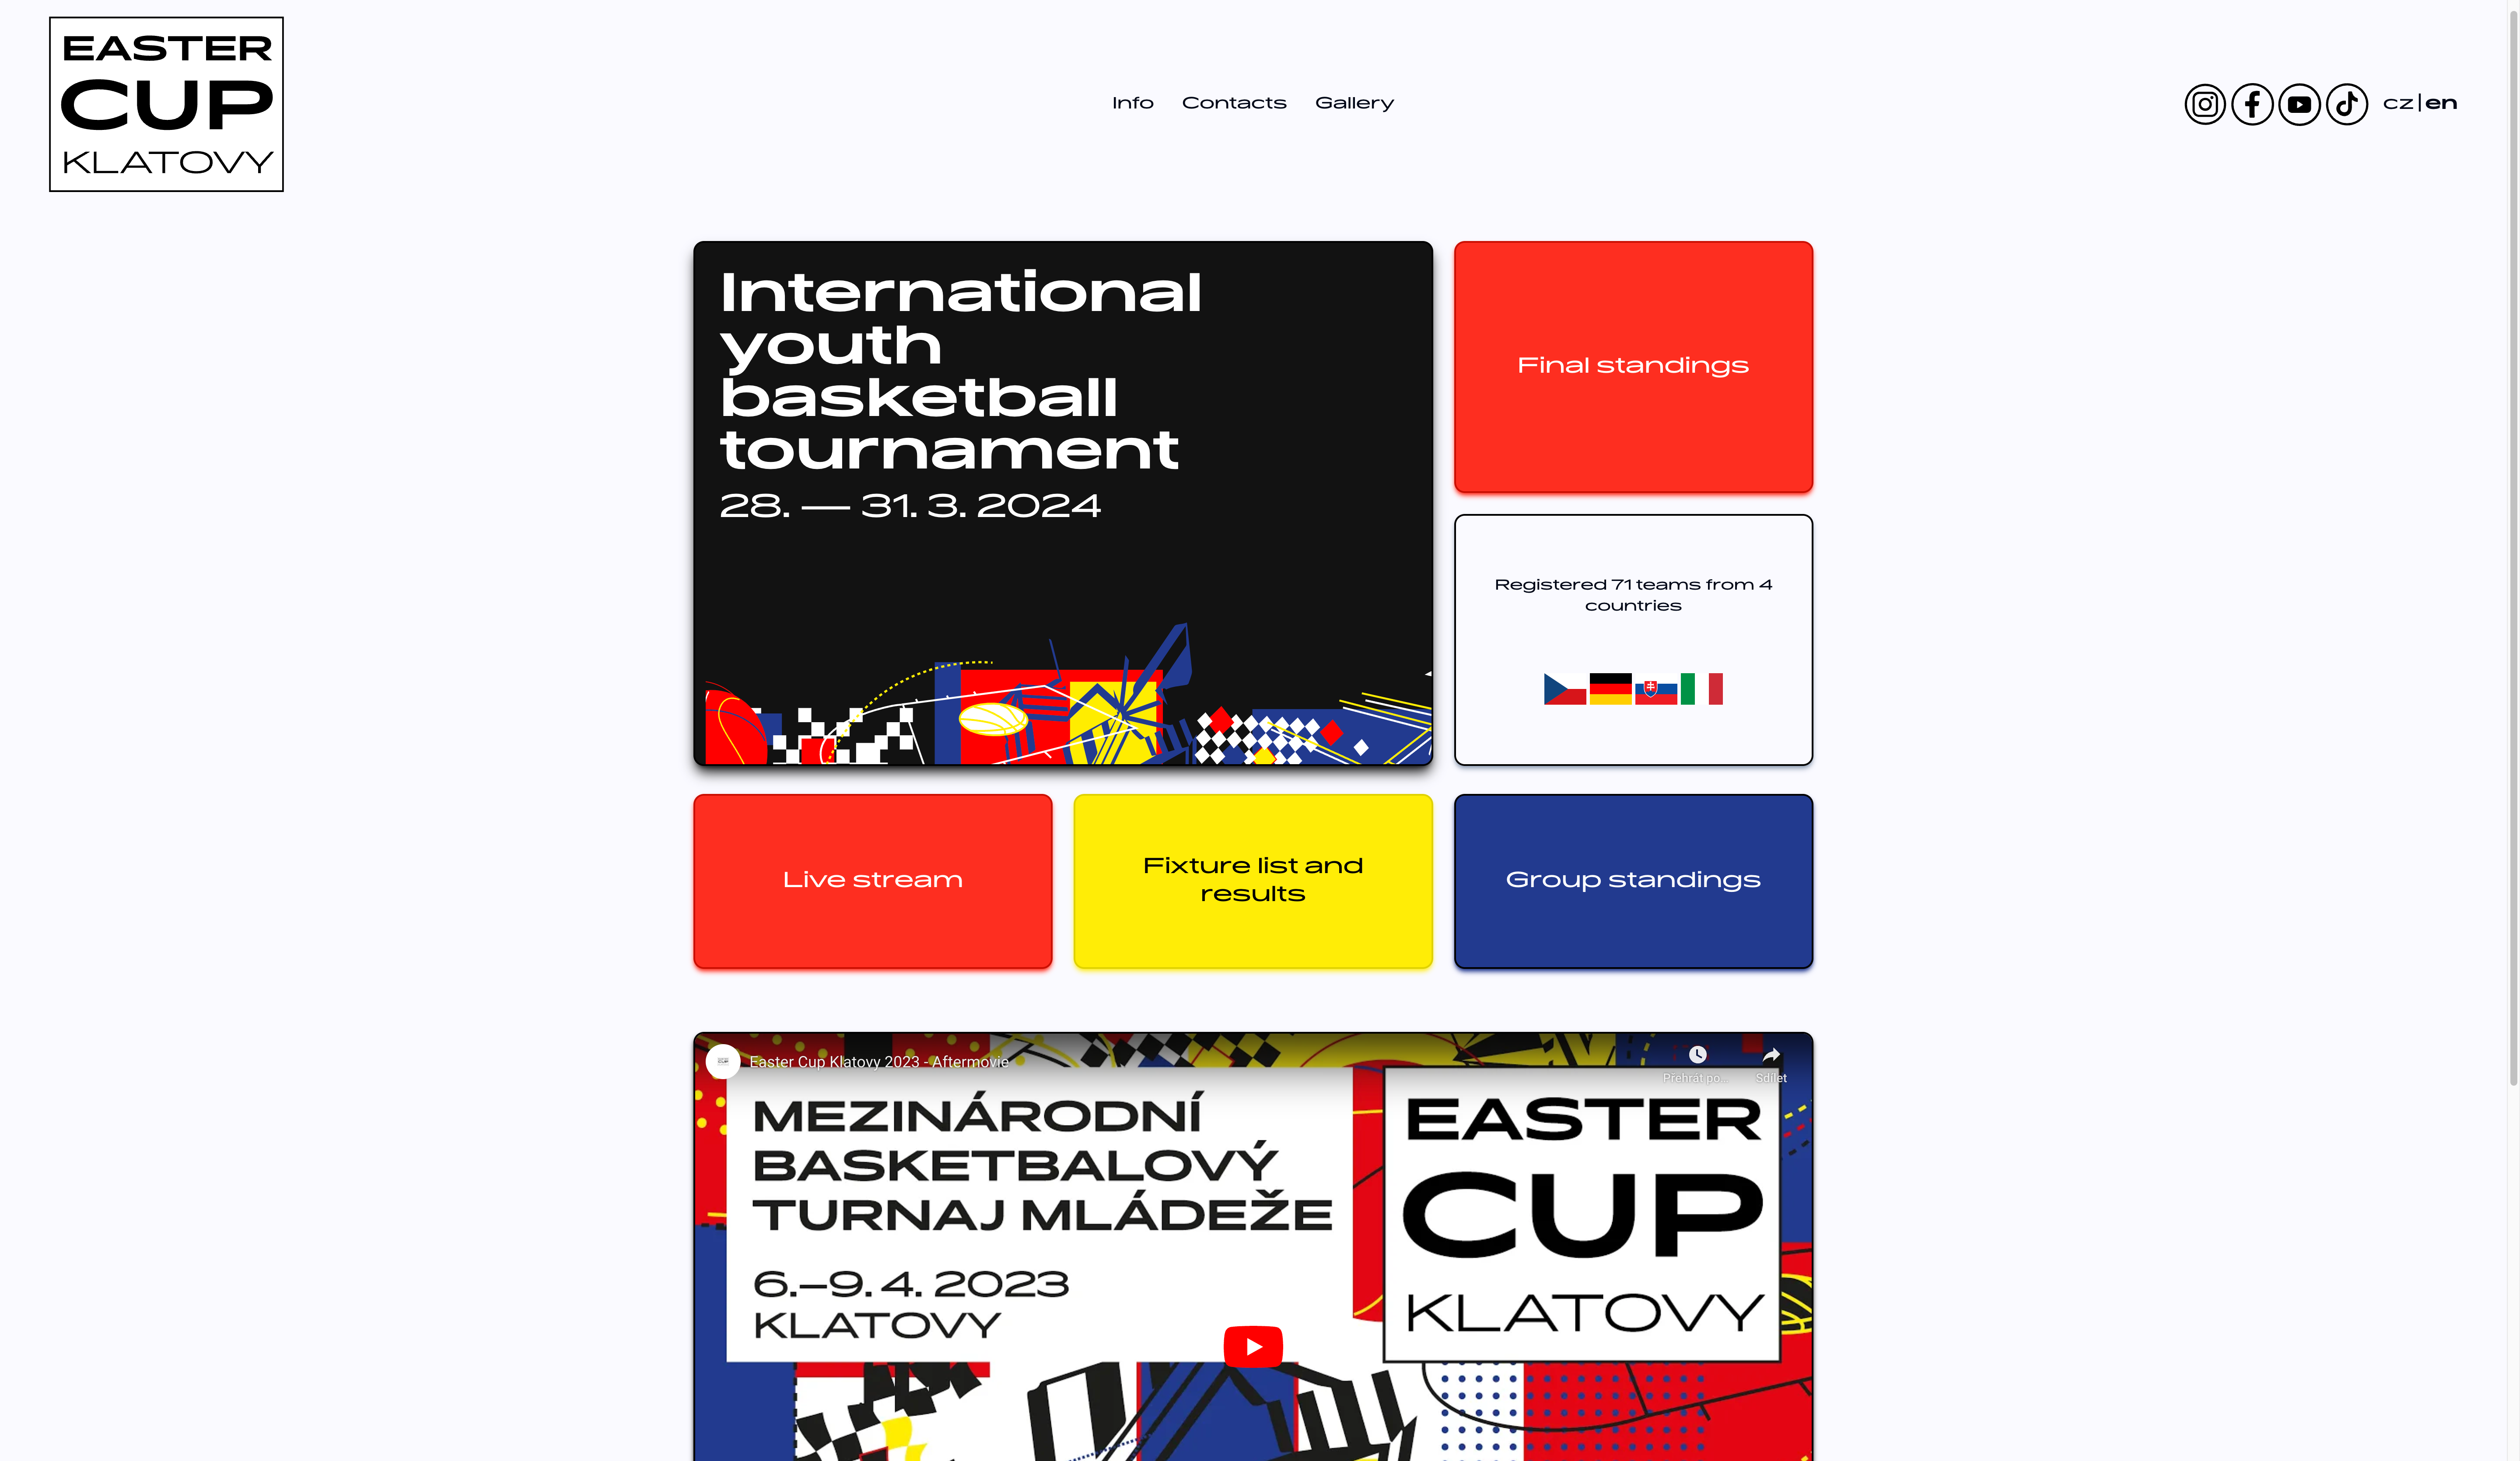 EASTER
CUP
KLATOVY
Info
Contacts
Gallery
cz|en
International
youth
basketball
tournament
28. — 31. 3. 2024
Final standings
Registered 71 teams from 4
countries
Live stream
Fixture list and
results
Group standings
Easter Cup Klatovy 2023 - Aftermovie
Přehrát po...
Sdílet
MEZINÁRODNÍ
BASKETBALOVÝ
TURNAJ MLÁDEŽE
6.–9. 4. 2023
KLATOVY
EASTER
CUP
KLATOVY